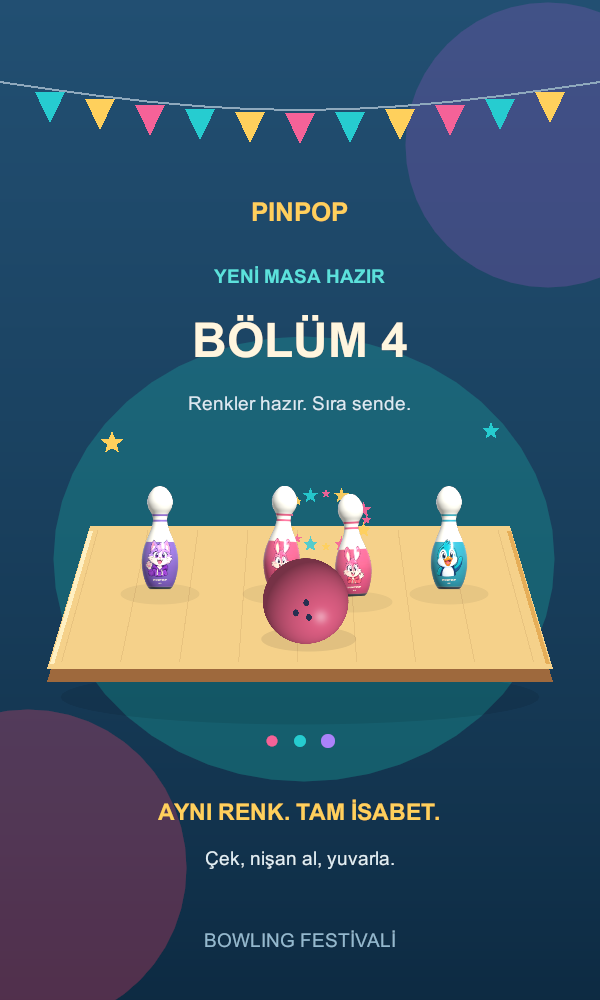 PINPOP
YENİ MASA HAZIR
BÖLÜM 4
Renkler hazır. Sıra sende.
AYNI RENK. TAM İSABET.
Çek, nişan al, yuvarla.
BOWLING FESTİVALİ